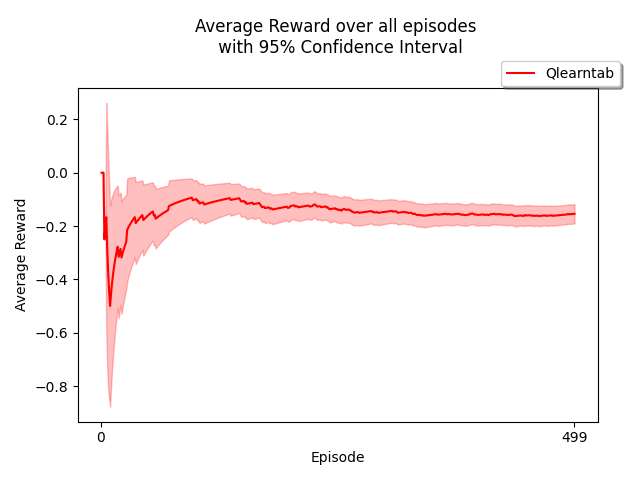 Average Reward over all episodes
with 95% Confidence Interval
Qlearntab
0.2
0.0
−0.2
−0.4
−0.6
−0.8
Average Reward
0
499
Episode